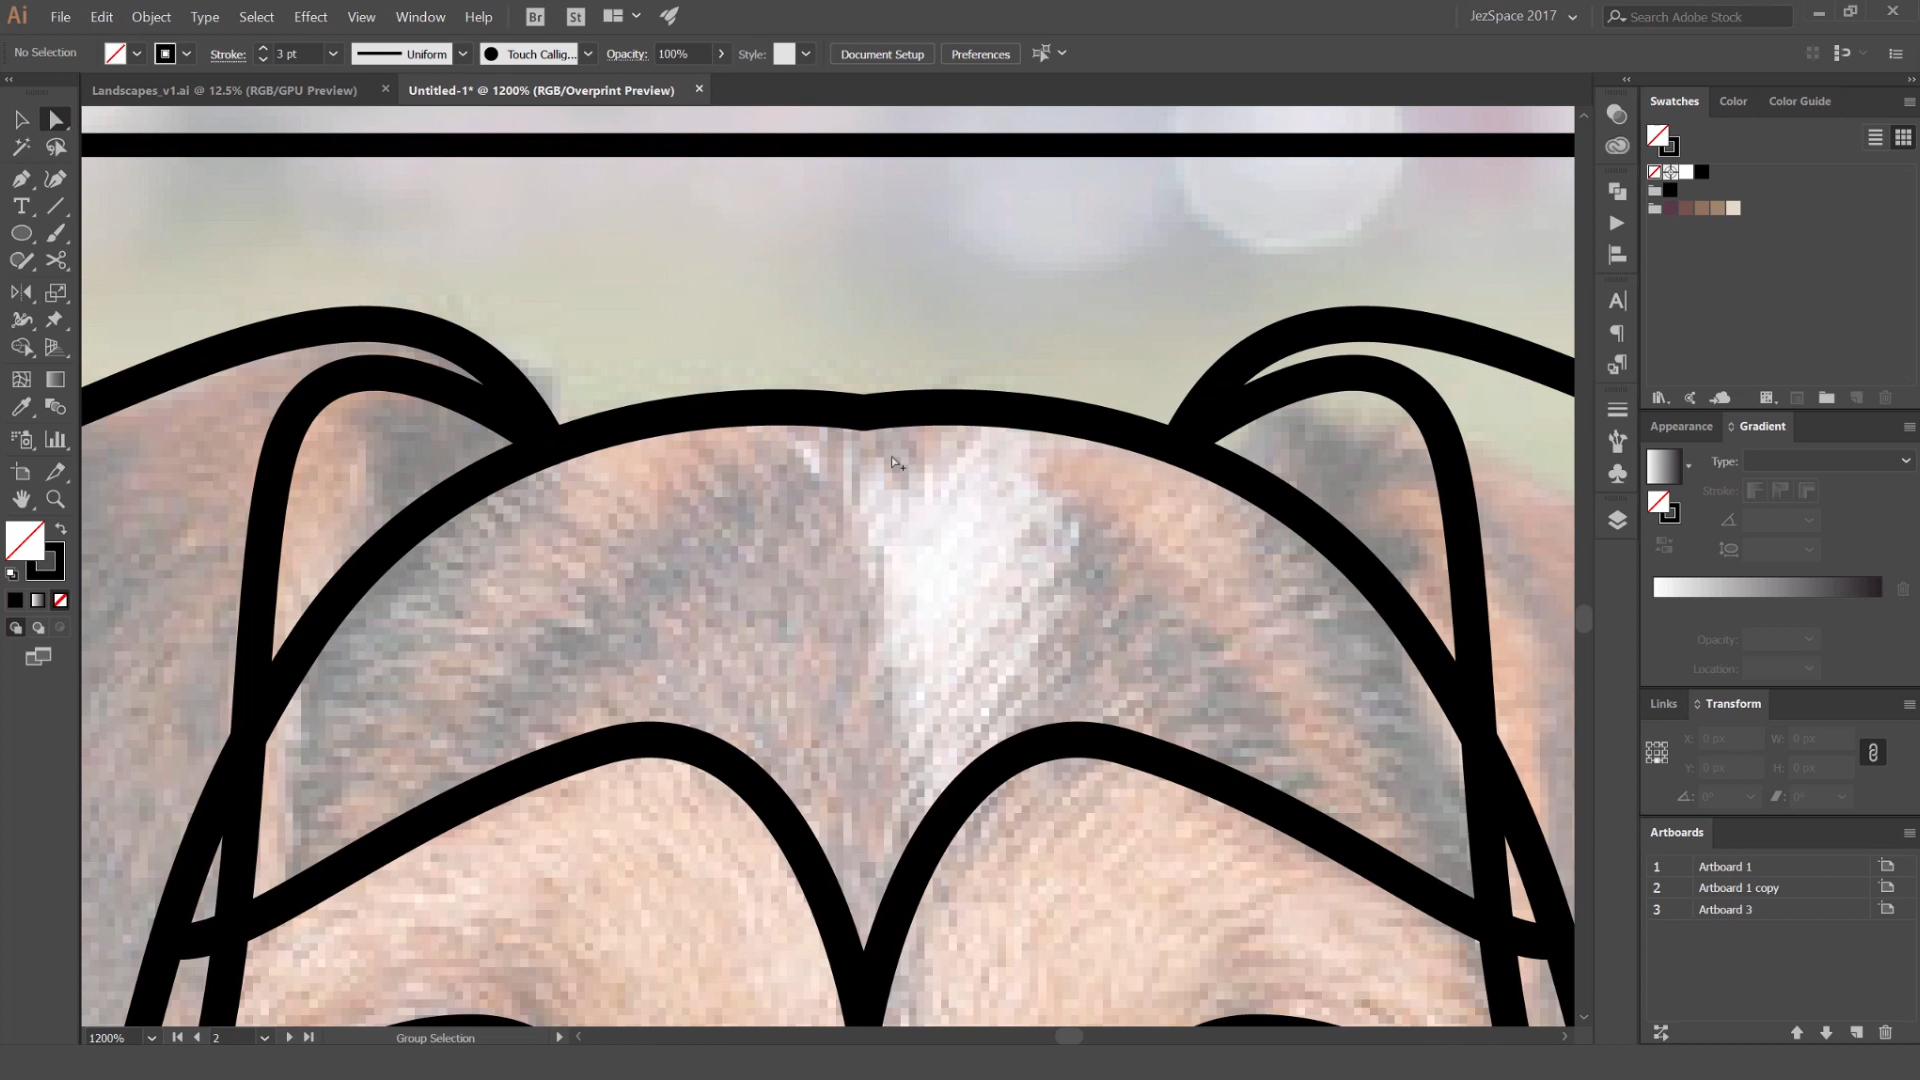 Ai File Edit Object Type Select Effect View Window Help Br St JezSpace 2017 Search Adobe Stock
No Selection Stroke: 3 pt Uniform Touch Callig... Opacity: 100% Style: Document Setup Preferences
Landscapes_v1.ai @ 12.5% (RGB/GPU Preview) × Untitled-1* @ 1200% (RGB/Overprint Preview) ×
Swatches Color Color Guide
Appearance Gradient
Type:
Stroke:
Opacity:
Location:
Links Transform
X: 0 px W: 0 px
Y: 0 px H: 0 px
0° 0°
Artboards
1 Artboard 1
2 Artboard 1 copy
3 Artboard 3
1200% 2 Group Selection